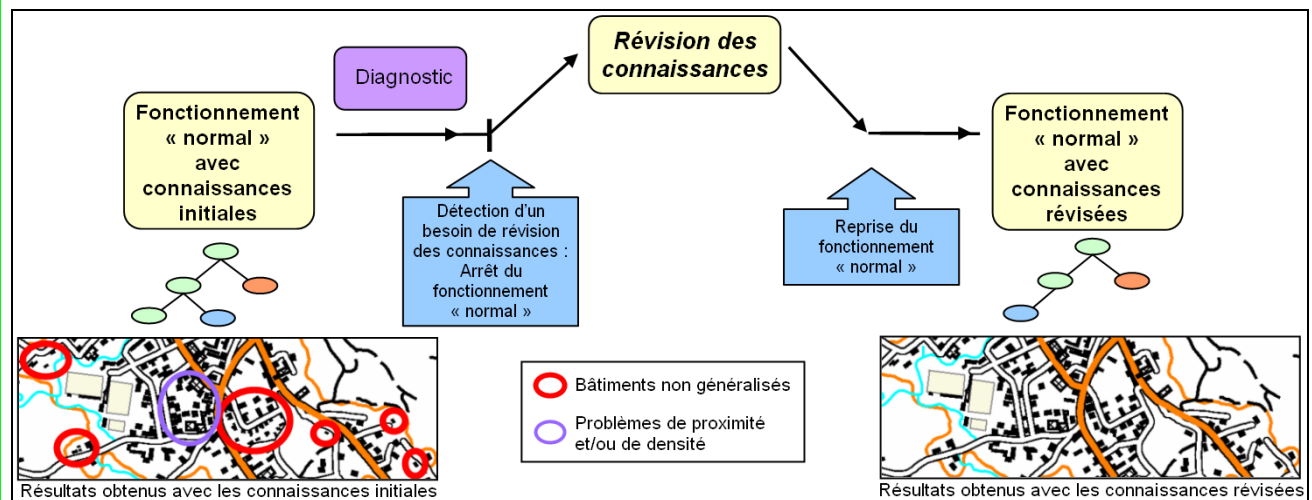 Révision des
connaissances
Diagnostic
Fonctionnement
« normal »
avec
connaissances
initiales
Fonctionnement
« normal »
avec
connaissances
révisées
Détection d'un
besoin de révision
des connaissances :
Arrêt du
fonctionnement
« normal »
Reprise du
fonctionnement
« normal »
Bâtiments non généralisés
Problèmes de proximité
et/ou de densité
Résultats obtenus avec les connaissances initiales
Résultats obtenus avec les connaissances révisées